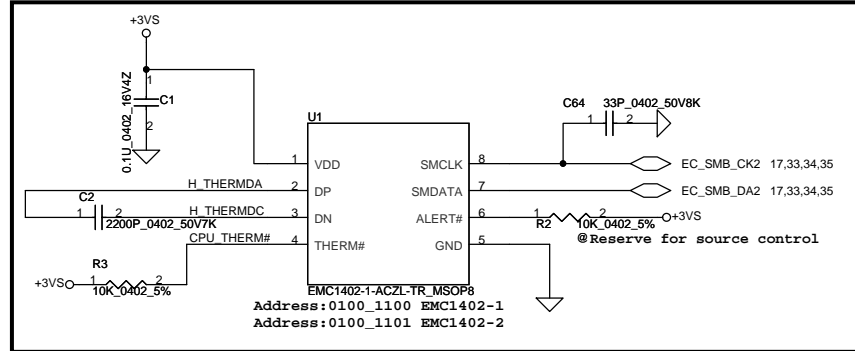 +3VS
0.1U_0402_16V4Z
1
C1
2
U1
C64 33P_0402_50V8K
1 2
1 VDD SMCLK 8 EC_SMB_CK2 17,33,34,35
H_THERMDA 2 DP SMDATA 7 EC_SMB_DA2 17,33,34,35
C2
1 2 H_THERMDC 3 DN ALERT# 6 1 2 +3VS
2200P_0402_50V7K
R2 10K_0402_5%
@Reserve for source control
CPU_THERM# 4 THERM# GND 5
R3
+3VS 1 2
10K_0402_5%
EMC1402-1-ACZL-TR_MSOP8
Address:0100_1100 EMC1402-1
Address:0100_1101 EMC1402-2